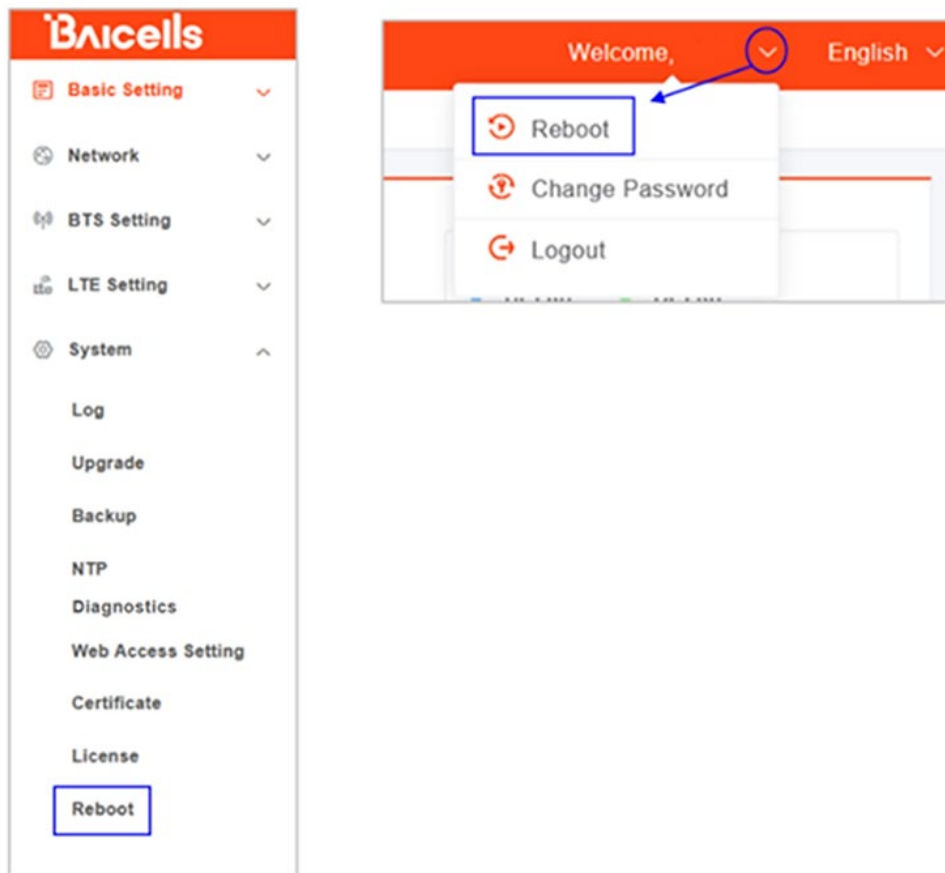 Baicells
Basic Setting
Network
BTS Setting
LTE Setting
System
Log
Upgrade
Backup
NTP
Diagnostics
Web Access Setting
Certificate
License
Reboot
Welcome,
English
Reboot
Change Password
Logout